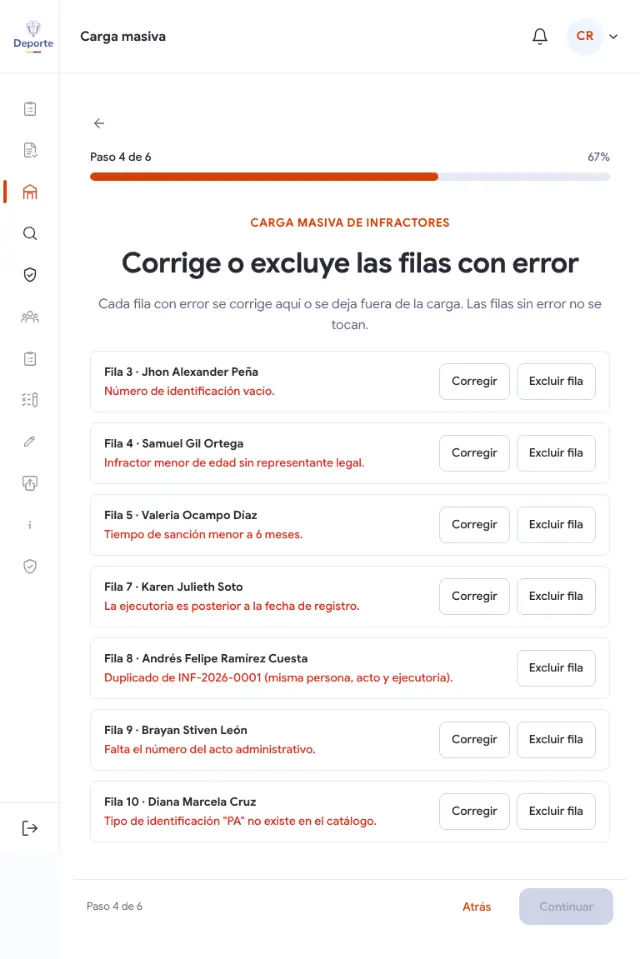 Deporte
Carga masiva
CR
Paso 4 de 6
67%
CARGA MASIVA DE INFRACTORES
Corrige o excluye las filas con error
Cada fila con error se corrige aquí o se deja fuera de la carga. Las filas sin error no se
tocan.
Fila 3 · Jhon Alexander Peña
Número de identificación vacío.
Corregir
Excluir fila
Fila 4 · Samuel Gil Ortega
Infractor menor de edad sin representante legal.
Corregir
Excluir fila
Fila 5 · Valeria Ocampo Díaz
Tiempo de sanción menor a 6 meses.
Corregir
Excluir fila
Fila 7 · Karen Julieth Soto
La ejecutoria es posterior a la fecha de registro.
Corregir
Excluir fila
Fila 8 · Andrés Felipe Ramírez Cuesta
Duplicado de INF-2026-0001 (misma persona, acto y ejecutoria).
Excluir fila
Fila 9 · Brayan Stiven León
Falta el número del acto administrativo.
Corregir
Excluir fila
Fila 10 · Diana Marcela Cruz
Tipo de identificación "PA" no existe en el catálogo.
Corregir
Excluir fila
Paso 4 de 6
Atrás
Continuar